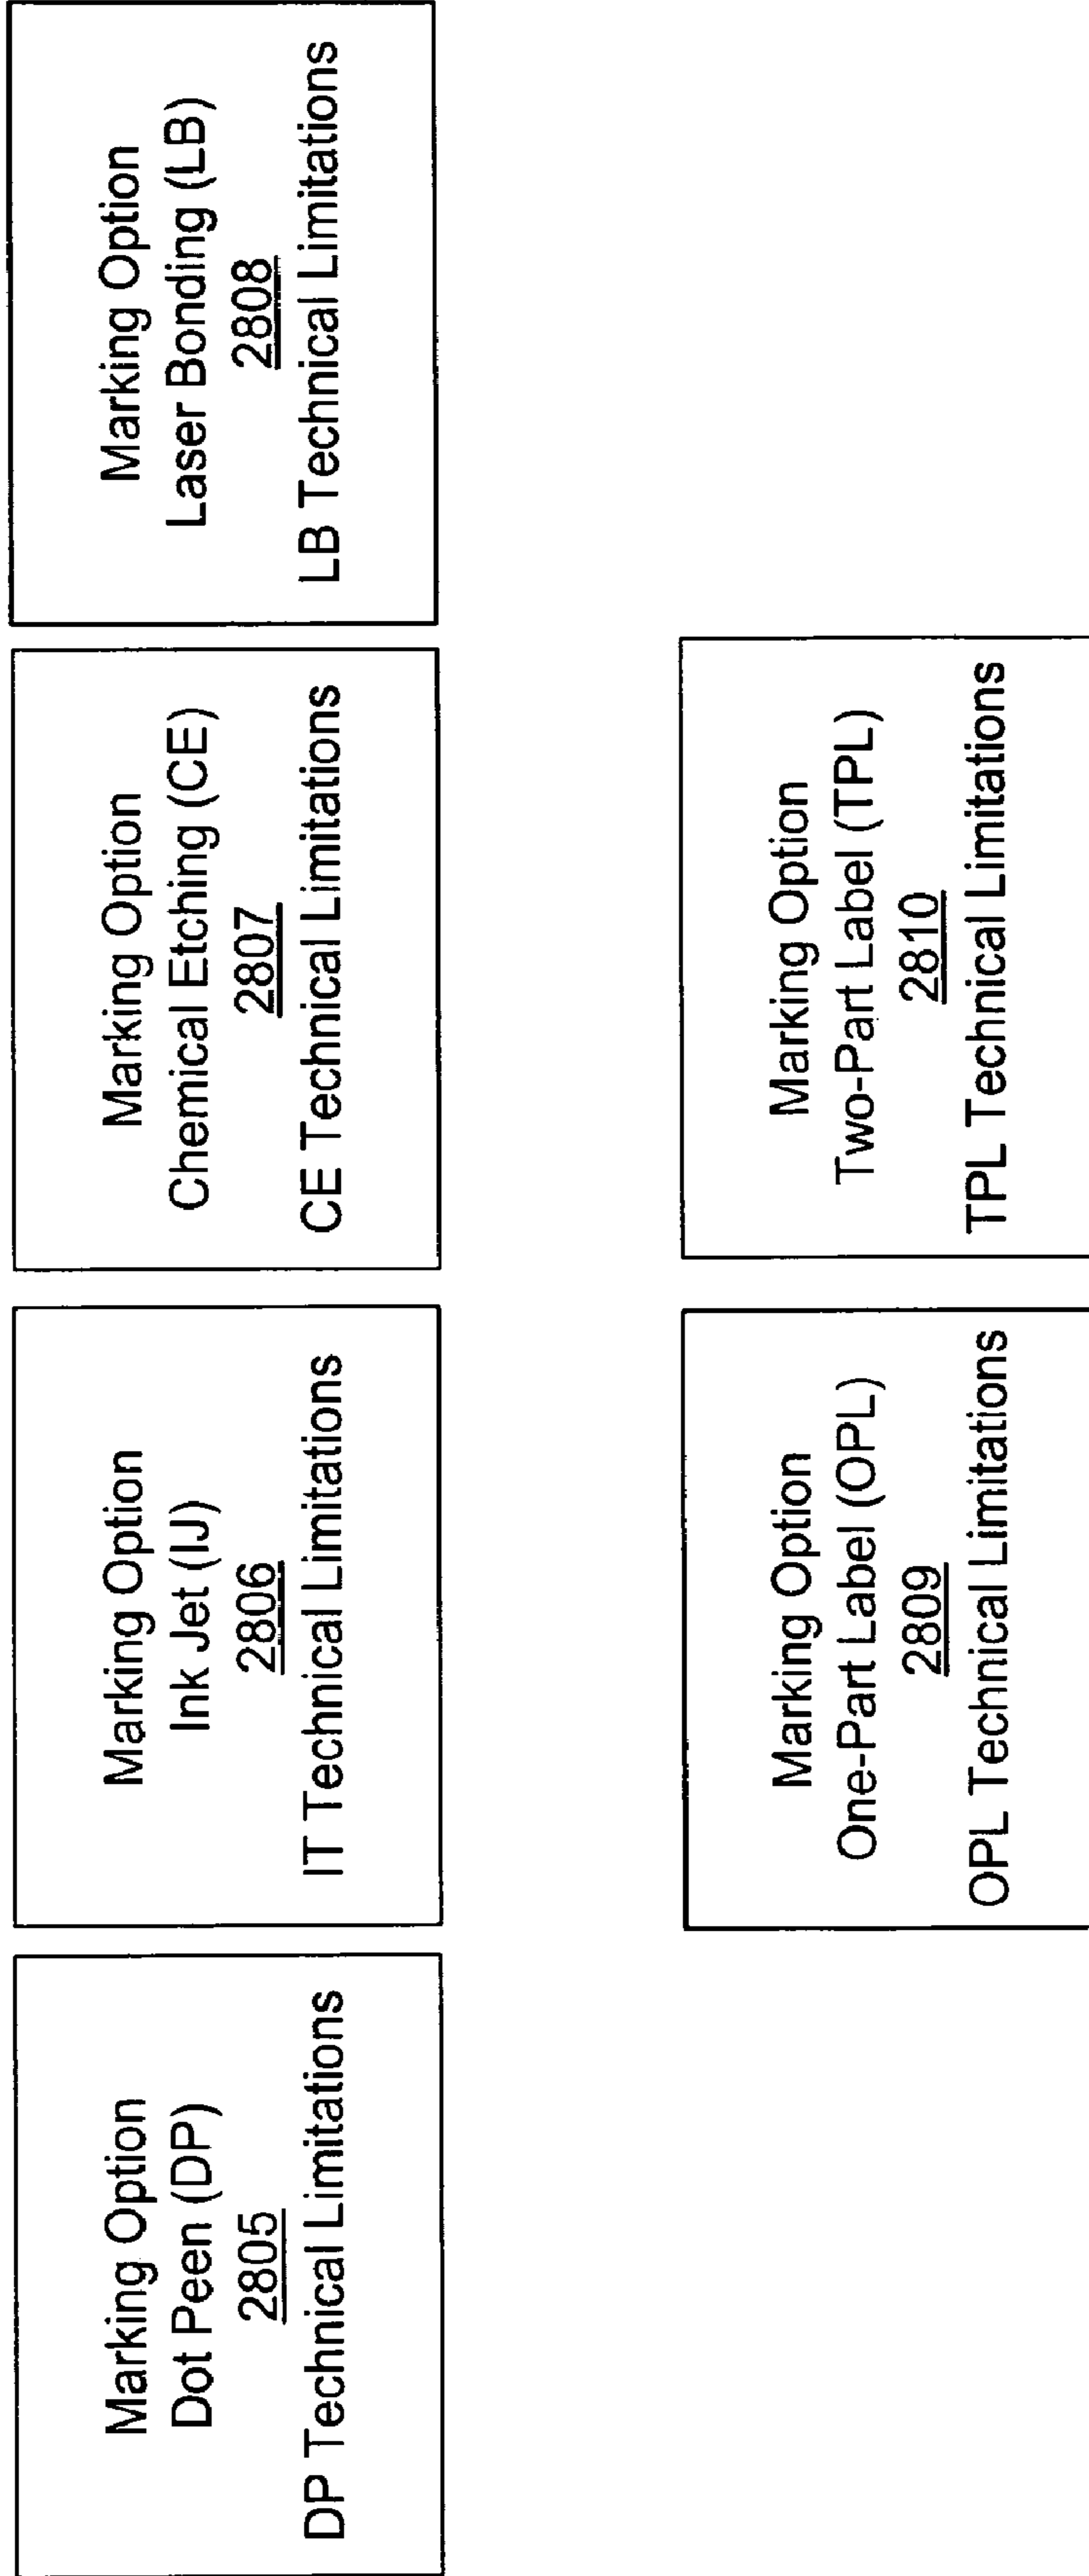 Marking Option
Dot Peen (DP)
2805
DP Technical Limitations
Marking Option
Ink Jet (IJ)
2806
IT Technical Limitations
Marking Option
Chemical Etching (CE)
2807
CE Technical Limitations
Marking Option
Laser Bonding (LB)
2808
LB Technical Limitations
Marking Option
One-Part Label (OPL)
2809
OPL Technical Limitations
Marking Option
Two-Part Label (TPL)
2810
TPL Technical Limitations